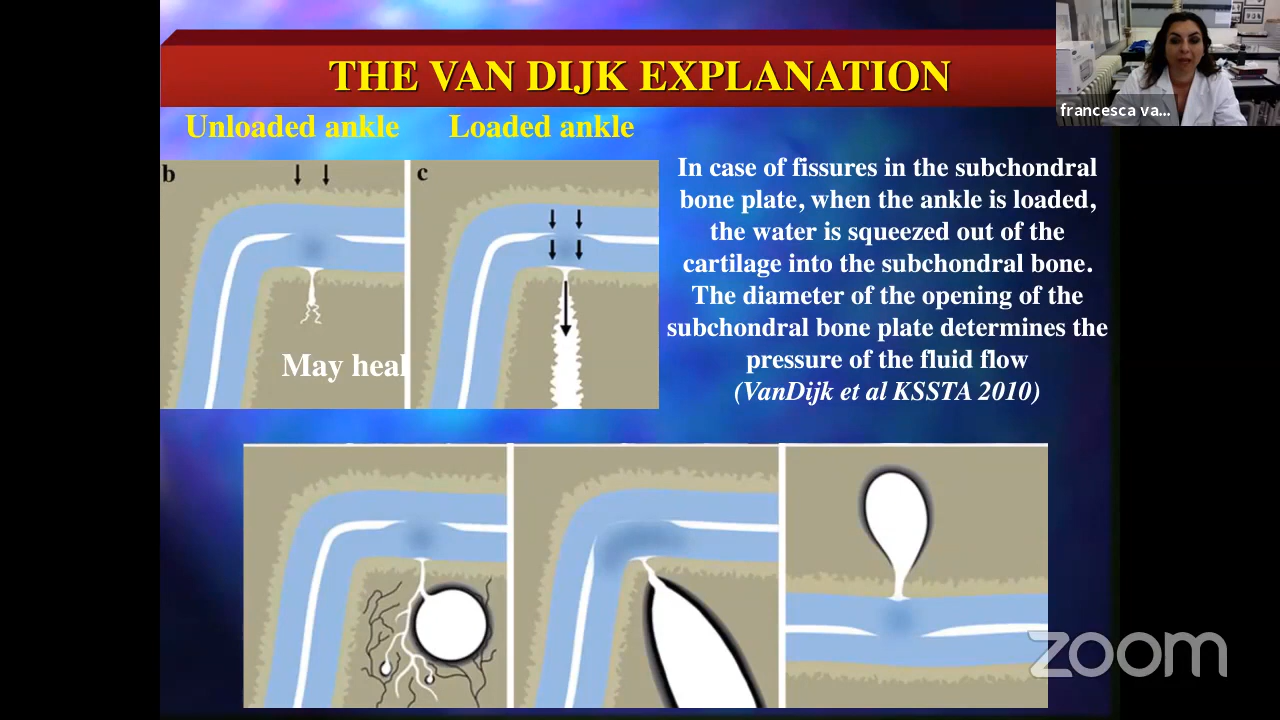 THE VAN DIJK EXPLANATION
francesca va...
Unloaded ankle
Loaded ankle
b
c
May heal
In case of fissures in the subchondral
bone plate, when the ankle is loaded,
the water is squeezed out of the
cartilage into the subchondral bone.
The diameter of the opening of the
subchondral bone plate determines the
pressure of the fluid flow
(VanDijk et al KSSTA 2010)
zoom